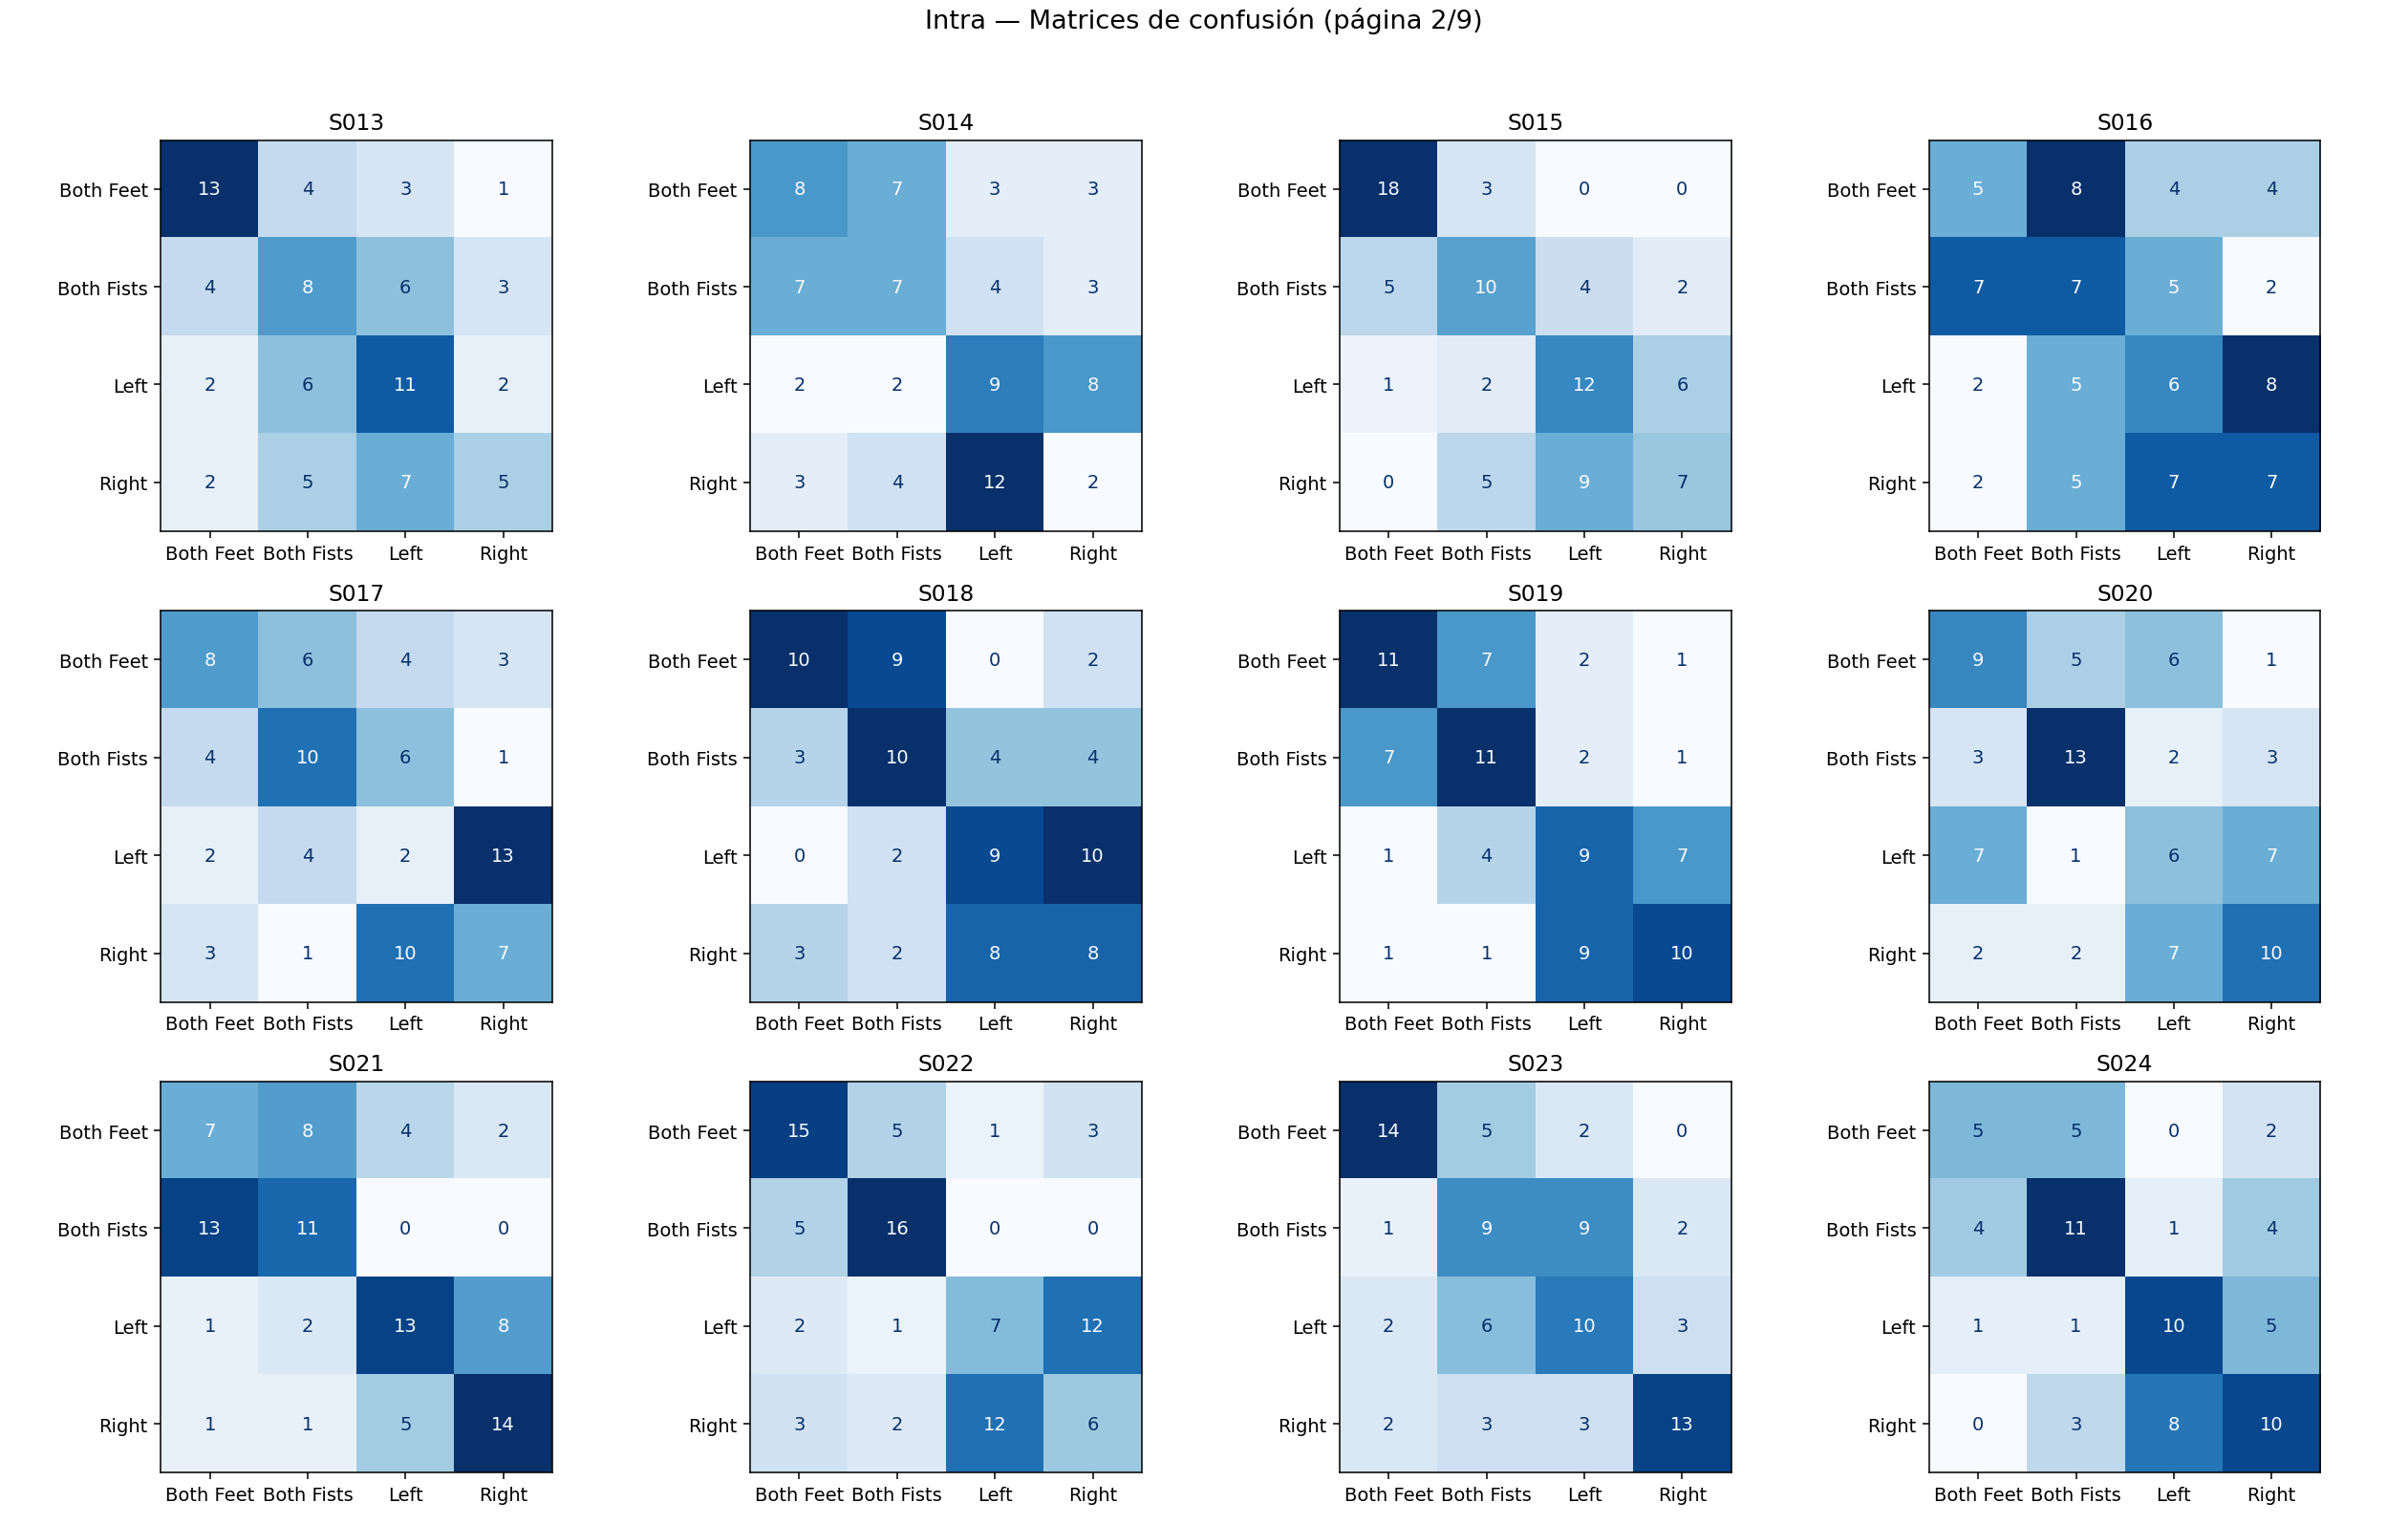 Intra — Matrices de confusión (página 2/9)
S013 S014 S015 S016
Both Feet 13 4 3 1 Both Feet 8 7 3 3 Both Feet 18 3 0 0 Both Feet 5 8 4 4
Both Fists 4 8 6 3 Both Fists 7 7 4 3 Both Fists 5 10 4 2 Both Fists 7 7 5 2
Left 2 6 11 2 Left 2 2 9 8 Left 1 2 12 6 Left 2 5 6 8
Right 2 5 7 5 Right 3 4 12 2 Right 0 5 9 7 Right 2 5 7 7
Both Feet Both Fists Left Right Both Feet Both Fists Left Right Both Feet Both Fists Left Right Both Feet Both Fists Left Right
S017 S018 S019 S020
Both Feet 8 6 4 3 Both Feet 10 9 0 2 Both Feet 11 7 2 1 Both Feet 9 5 6 1
Both Fists 4 10 6 1 Both Fists 3 10 4 4 Both Fists 7 11 2 1 Both Fists 3 13 2 3
Left 2 4 2 13 Left 0 2 9 10 Left 1 4 9 7 Left 7 1 6 7
Right 3 1 10 7 Right 3 2 8 8 Right 1 1 9 10 Right 2 2 7 10
Both Feet Both Fists Left Right Both Feet Both Fists Left Right Both Feet Both Fists Left Right Both Feet Both Fists Left Right
S021 S022 S023 S024
Both Feet 7 8 4 2 Both Feet 15 5 1 3 Both Feet 14 5 2 0 Both Feet 5 5 0 2
Both Fists 13 11 0 0 Both Fists 5 16 0 0 Both Fists 1 9 9 2 Both Fists 4 11 1 4
Left 1 2 13 8 Left 2 1 7 12 Left 2 6 10 3 Left 1 1 10 5
Right 1 1 5 14 Right 3 2 12 6 Right 2 3 3 13 Right 0 3 8 10
Both Feet Both Fists Left Right Both Feet Both Fists Left Right Both Feet Both Fists Left Right Both Feet Both Fists Left Right